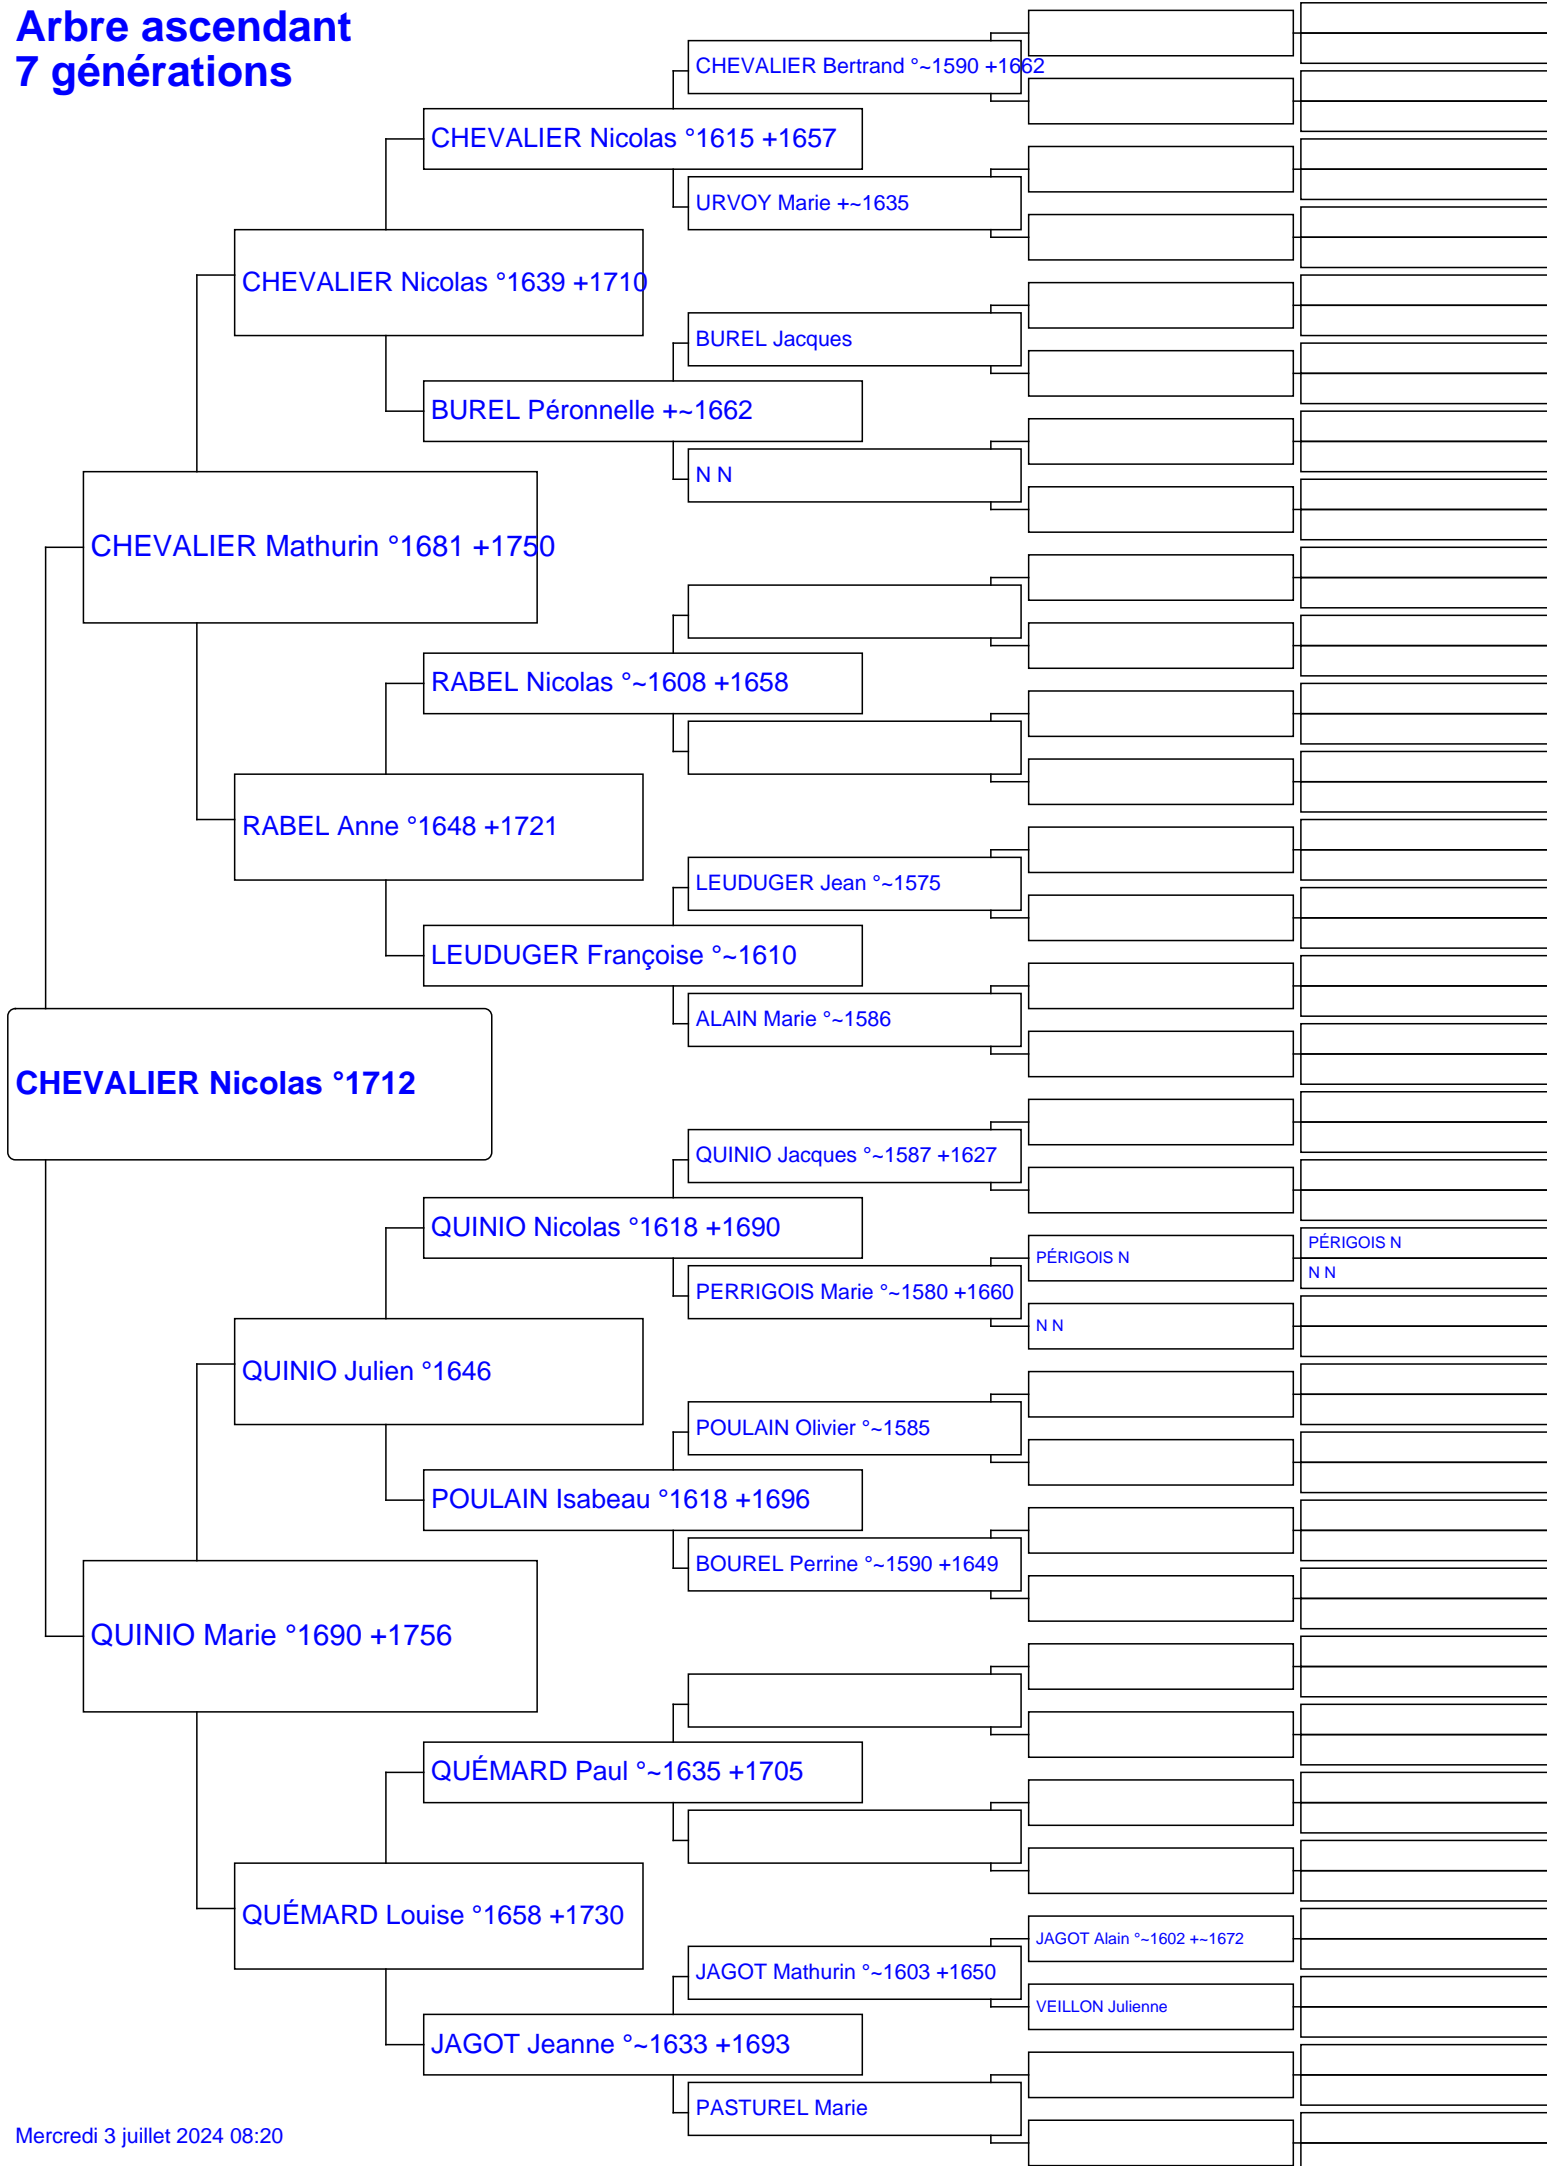 Arbre ascendant
7 générations
CHEVALIER Bertrand °~1590 +1662
CHEVALIER Nicolas °1615 +1657
URVOY Marie +~1635
CHEVALIER Nicolas °1639 +1710
BUREL Jacques
BUREL Péronnelle +~1662
N N
CHEVALIER Mathurin °1681 +1750
RABEL Nicolas °~1608 +1658
RABEL Anne °1648 +1721
LEUDUGER Jean °~1575
LEUDUGER Françoise °~1610
ALAIN Marie °~1586
CHEVALIER Nicolas °1712
QUINIO Jacques °~1587 +1627
QUINIO Nicolas °1618 +1690
PÉRIGOIS N
PÉRIGOIS N
N N
PERRIGOIS Marie °~1580 +1660
N N
QUINIO Julien °1646
POULAIN Olivier °~1585
POULAIN Isabeau °1618 +1696
BOUREL Perrine °~1590 +1649
QUINIO Marie °1690 +1756
QUÉMARD Paul °~1635 +1705
QUÉMARD Louise °1658 +1730
JAGOT Alain °~1602 +~1672
JAGOT Mathurin °~1603 +1650
VEILLON Julienne
JAGOT Jeanne °~1633 +1693
PASTUREL Marie
Mercredi 3 juillet 2024 08:20